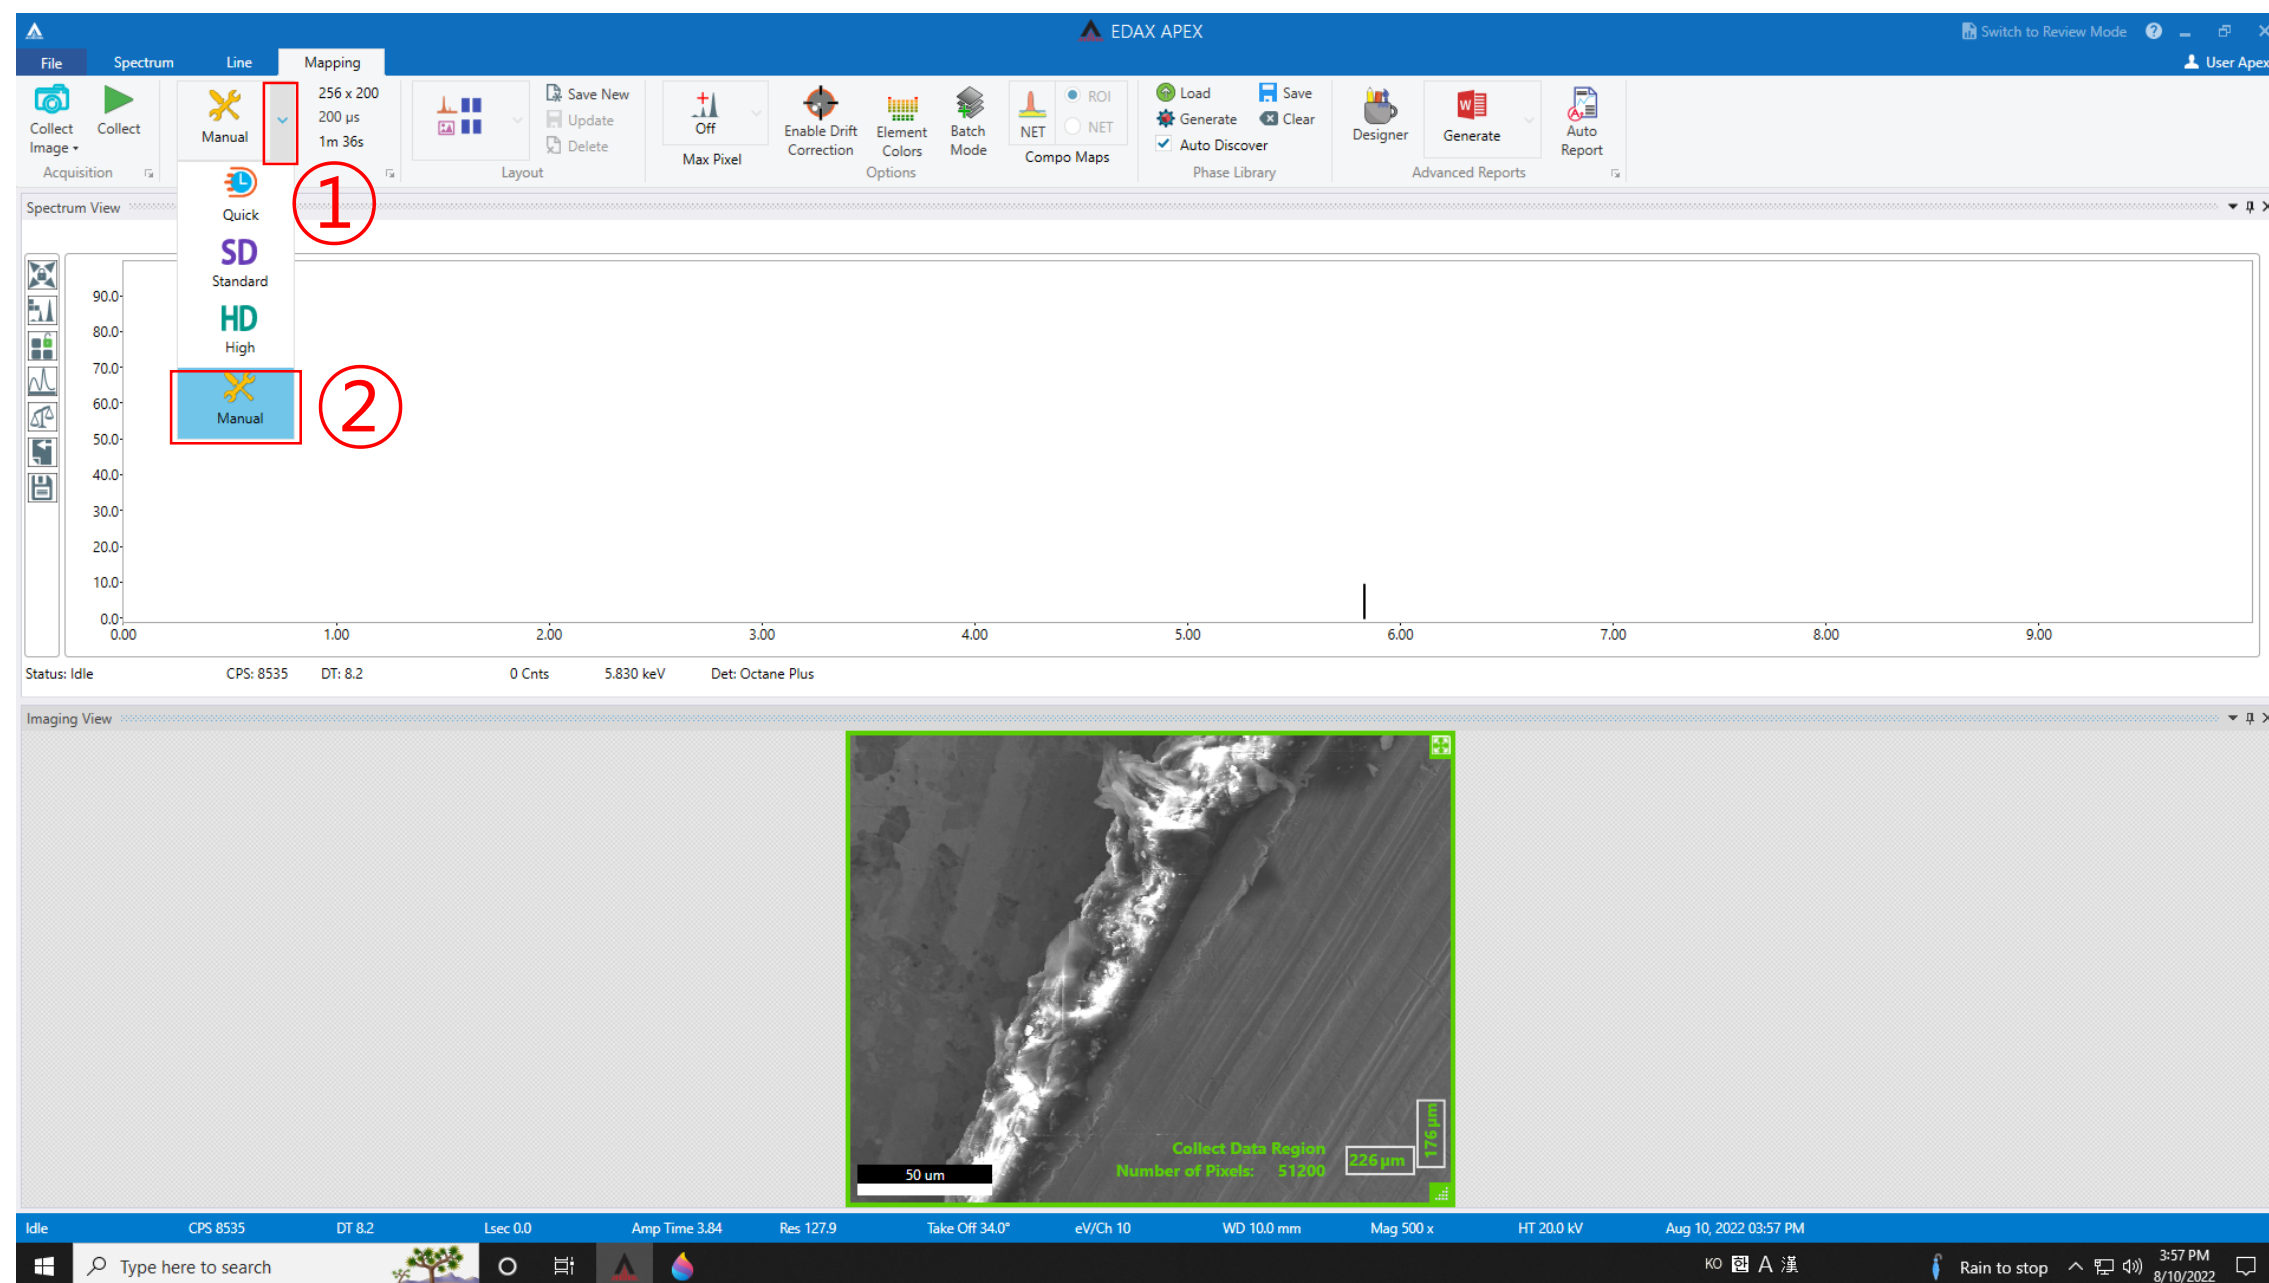 EDAX APEX
Switch to Review Mode
File Spectrum Line Mapping
User Apex
Collect Image
Collect
Acquisition
Manual
256 x 200
200 µs
1m 36s
Quick
SD
Standard
HD
High
Manual
①
②
Save New
Update
Delete
Layout
Off
Max Pixel
Enable Drift Correction
Element Colors
Batch Mode
Options
NET
ROI
NET
Compo Maps
Load Save
Generate Clear
Auto Discover
Phase Library
Designer
W
Generate
Auto Report
Advanced Reports
Spectrum View
90.0
80.0
70.0
60.0
50.0
40.0
30.0
20.0
10.0
0.0
0.00 1.00 2.00 3.00 4.00 5.00 6.00 7.00 8.00 9.00
Status: Idle CPS: 8535 DT: 8.2 0 Cnts 5.830 keV Det: Octane Plus
Imaging View
Collect Data Region
Number of Pixels: 51200
226 µm
176 µm
50 um
Idle CPS 8535 DT 8.2 Lsec 0.0 Amp Time 3.84 Res 127.9 Take Off 34.0° eV/Ch 10 WD 10.0 mm Mag 500 x HT 20.0 kV Aug 10, 2022 03:57 PM
Type here to search
KO 한 A 漢
Rain to stop
3:57 PM
8/10/2022